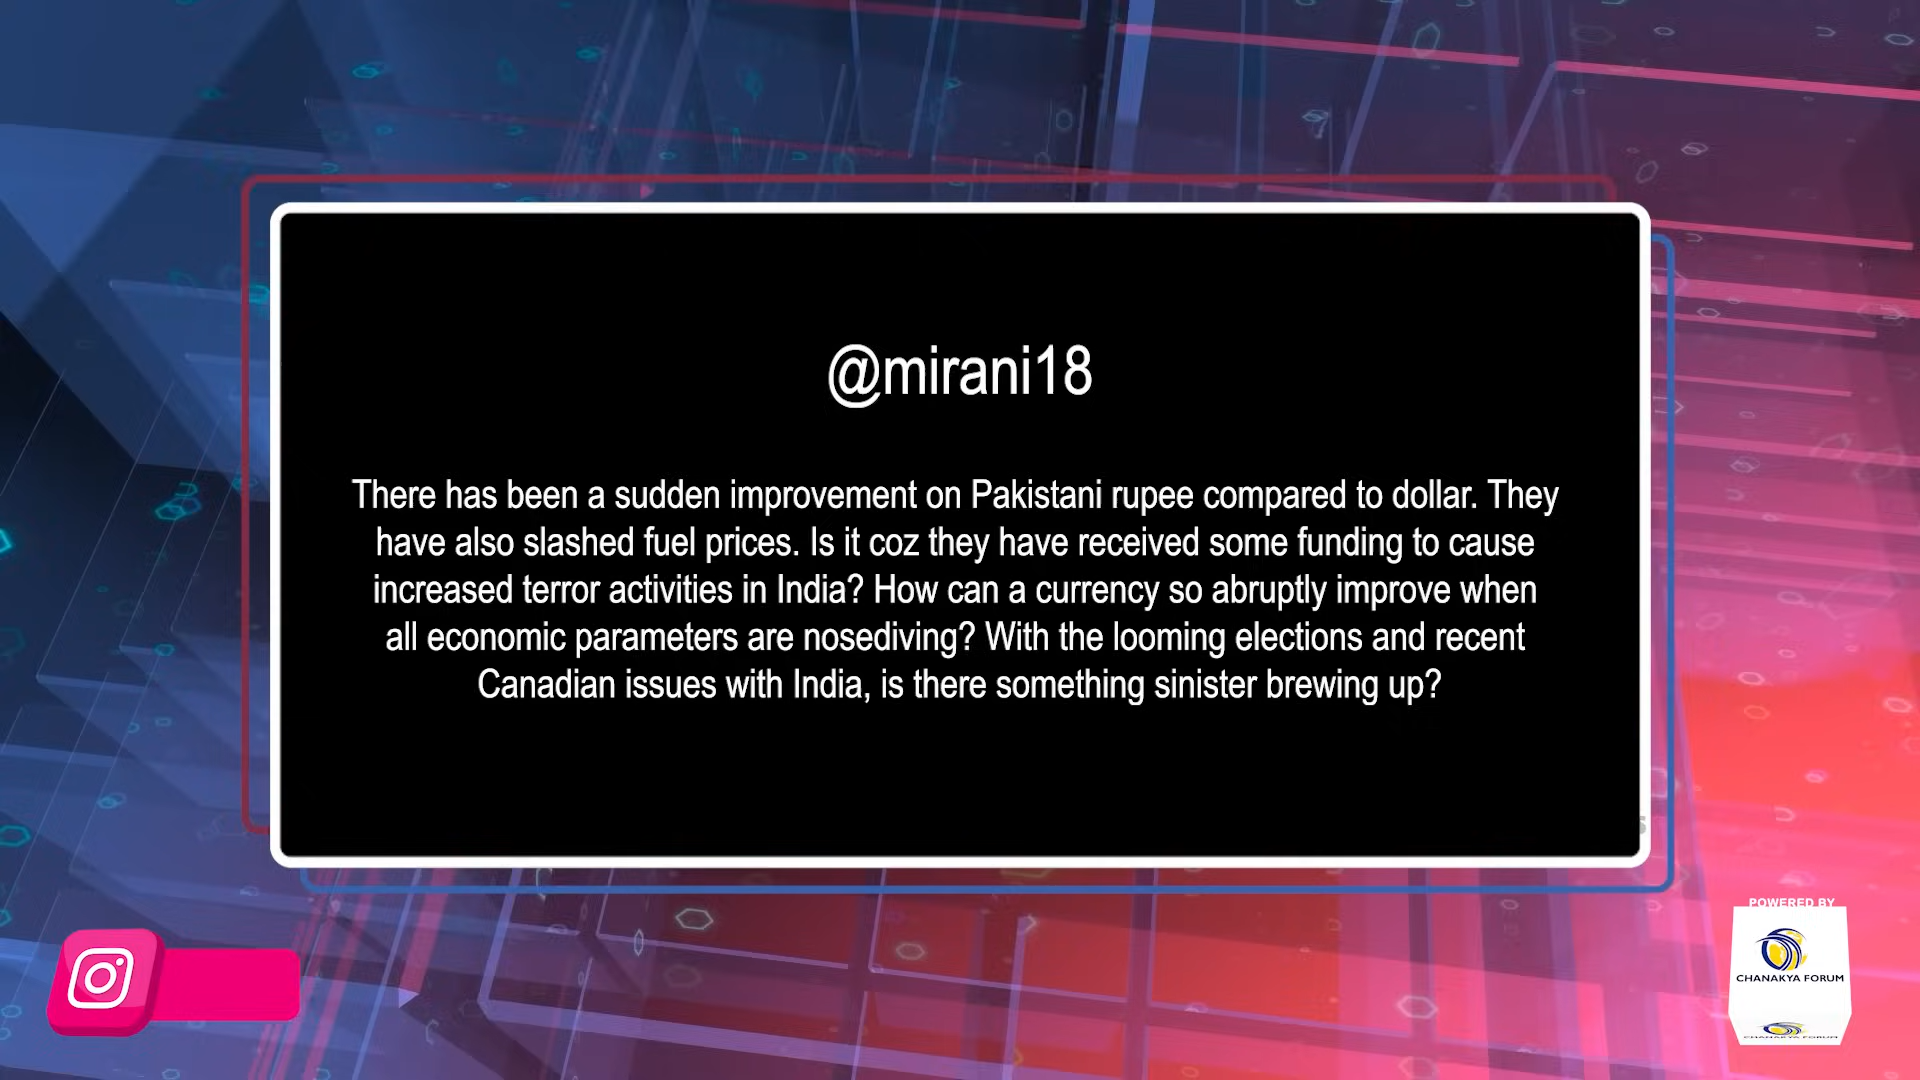 @mirani18
There has been a sudden improvement on Pakistani rupee compared to dollar. They
have also slashed fuel prices. Is it coz they have received some funding to cause
increased terror activities in India? How can a currency so abruptly improve when
all economic parameters are nosediving? With the looming elections and recent
Canadian issues with India, is there something sinister brewing up?
POWERED BY
CHANAKYA FORUM
CHANAKYA FORUM